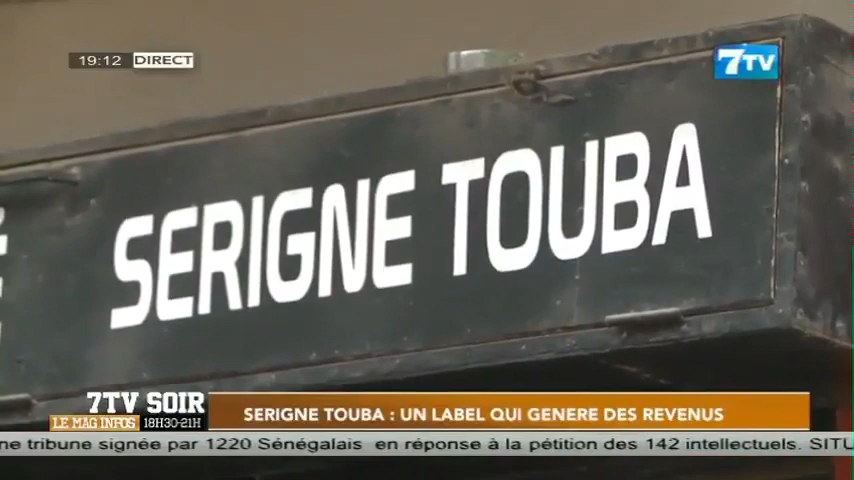 19:12 DIRECT
7TV
SERIGNE TOUBA
7TV SOIR
LE MAG INFOS 18H30-21H
SERIGNE TOUBA : UN LABEL QUI GENERE DES REVENUS
ne tribune signée par 1220 Sénégalais en réponse à la pétition des 142 intellectuels. SITU